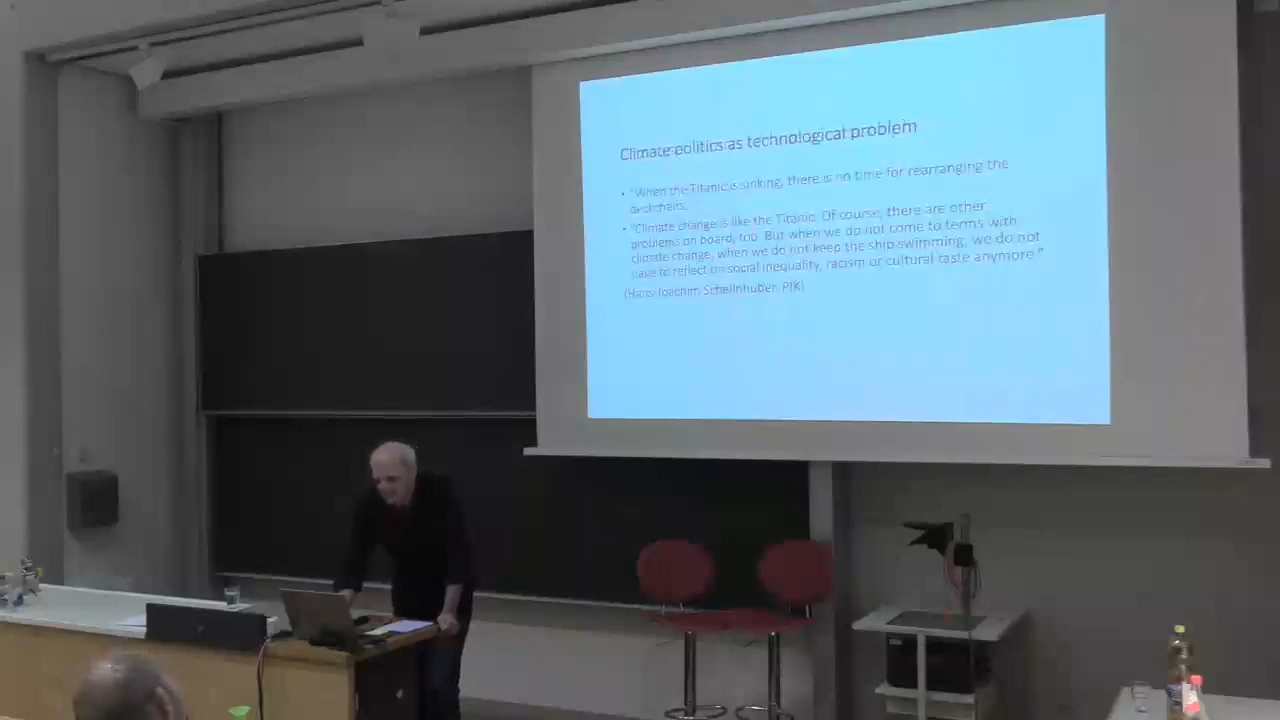 Climate politics as technological problem
• "When the Titanic is sinking, there is no time for rearranging the
deckchairs.
• "Climate change is like the Titanic. Of course, there are other
problems on board, too. But when we do not come to terms with
climate change, when we do not keep the ship swimming, we do not
have to reflect on social inequality, racism or cultural taste anymore."
(Hans-Joachim Schellnhuber, PIK)